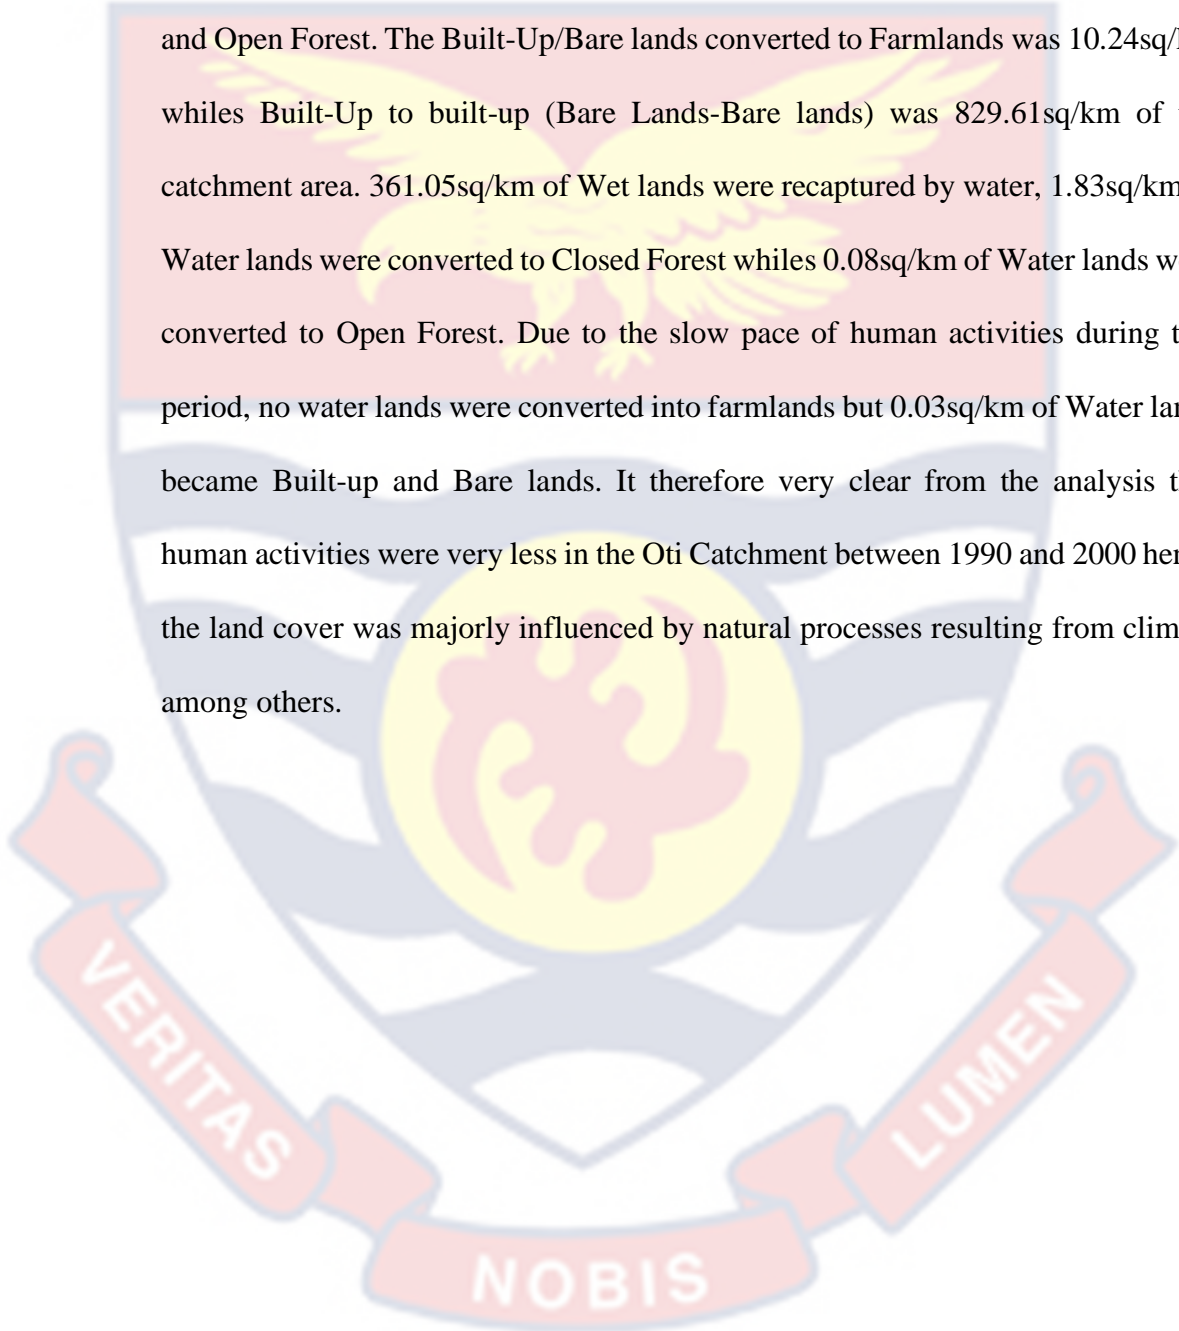 and Open Forest. The Built-Up/Bare lands converted to Farmlands was 10.24sq/
whiles Built-Up to built-up (Bare Lands-Bare lands) was 829.61sq/km of
catchment area. 361.05sq/km of Wet lands were recaptured by water, 1.83sq/km
Water lands were converted to Closed Forest whiles 0.08sq/km of Water lands
converted to Open Forest. Due to the slow pace of human activities during
period, no water lands were converted into farmlands but 0.03sq/km of Water
became Built-up and Bare lands. It therefore very clear from the analysis
human activities were very less in the Oti Catchment between 1990 and 2000
the land cover was majorly influenced by natural processes resulting from
among others.
VERITAS
NOBIS
LUMEN